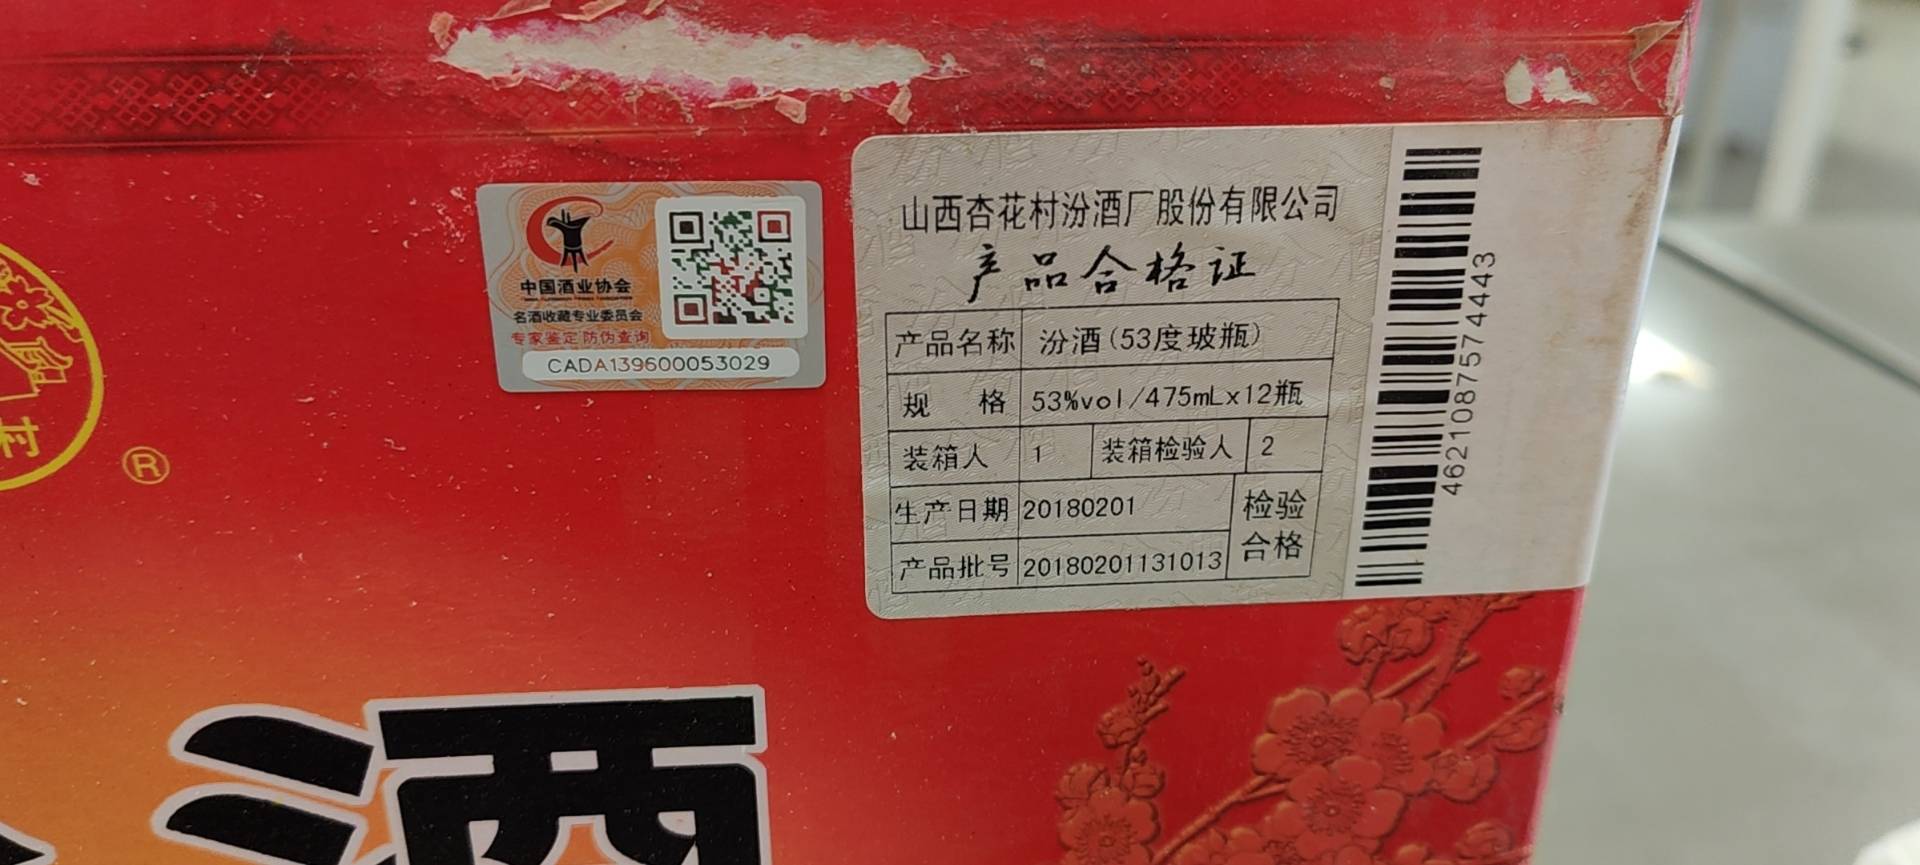 中国酒业协会
名酒收藏专业委员会
专家鉴定 防伪查询
CADA139600053029
山西杏花村汾酒厂股份有限公司
产品合格证
产品名称 汾酒(53度玻瓶)
规 格 53%vol/475mLx12瓶
装箱人 1 装箱检验人 2
生产日期 20180201 检验
产品批号 20180201131013 合格
4621087574443
村
®
酒